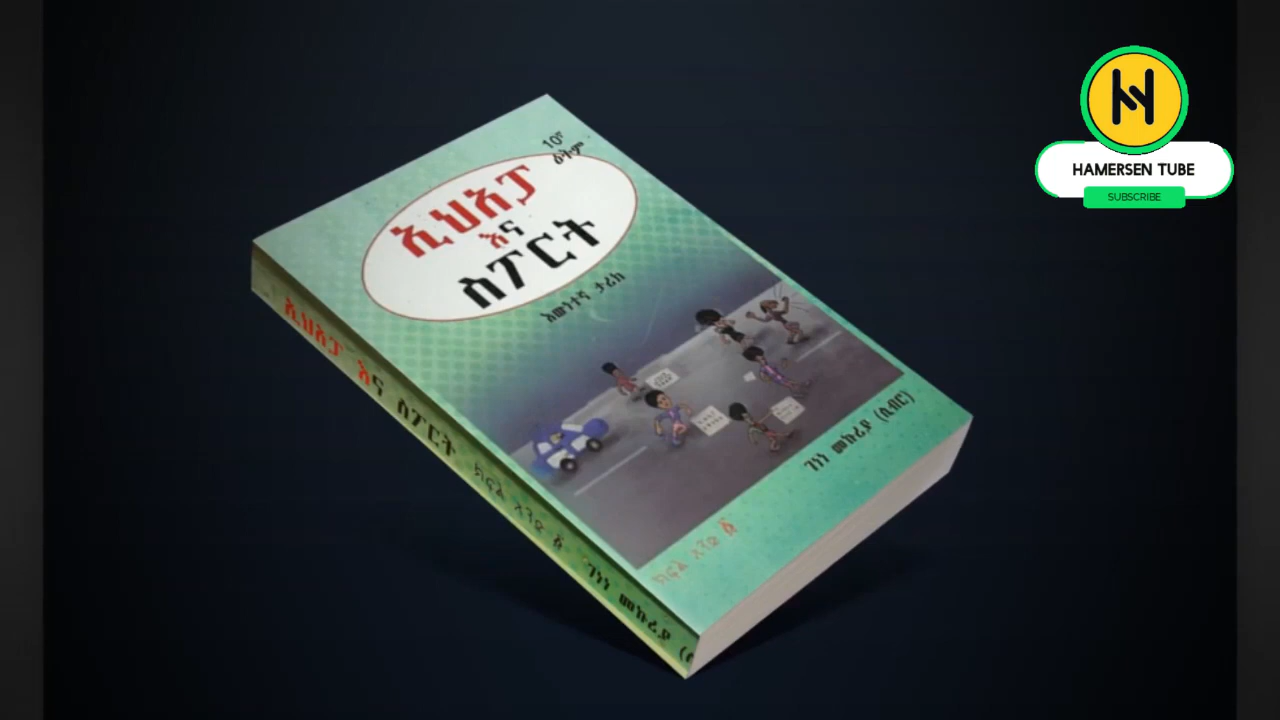 10ኛ
ዕትም
ኢህአፓ
እና
ስፖርት
እውነተኛ ታሪክ
ገነነ መኩሪያ (ሊብሮ)
ክፍል አንድ ፩
ኢህአፓ እና ስፖርት ክፍል አንድ ፩ ገነነ መኩሪያ
HAMERSEN TUBE
SUBSCRIBE